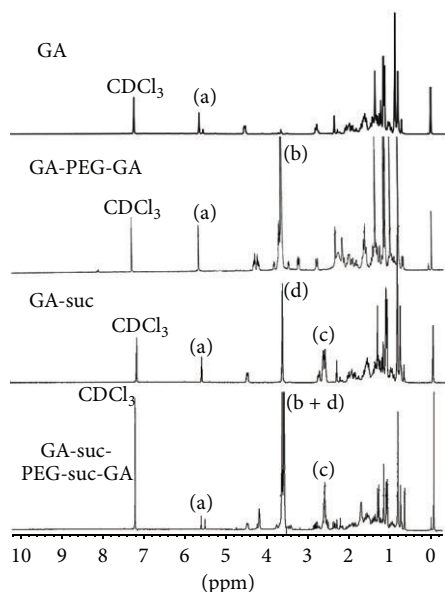 GA
CDCl3
(a)
GA-PEG-GA
(b)
CDCl3
(a)
GA-suc
(d)
CDCl3
(c)
(a)
CDCl3
(b + d)
GA-suc-
PEG-suc-GA
(c)
(a)
10 9 8 7 6 5 4 3 2 1 0
(ppm)